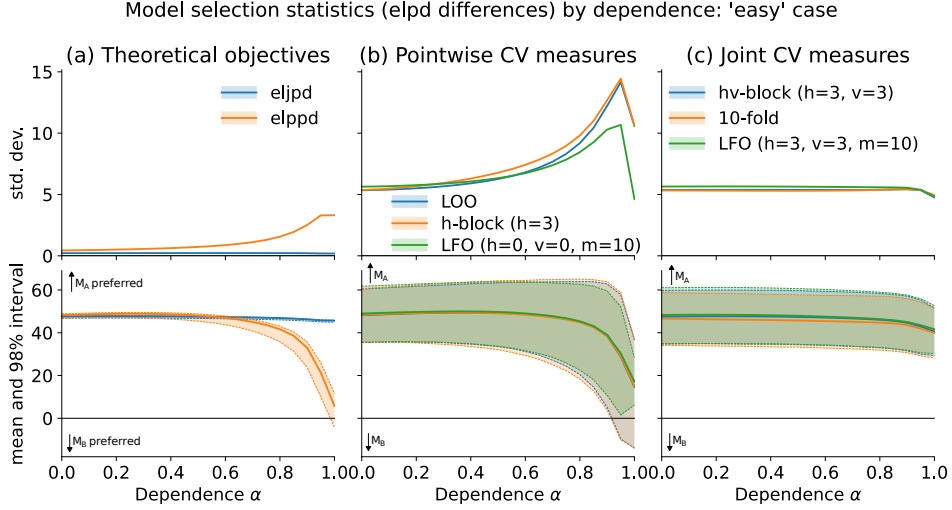 Model selection statistics (elpd differences) by dependence: 'easy' case
(a) Theoretical objectives
(b) Pointwise CV measures
(c) Joint CV measures
std. dev.
15
10
5
0
eljpd
elppd
LOO
h-block (h=3)
LFO (h=0, v=0, m=10)
hv-block (h=3, v=3)
10-fold
LFO (h=3, v=3, m=10)
mean and 98% interval
60
40
20
0
M_A preferred
M_B preferred
M_A
M_B
M_A
M_B
0.0 0.2 0.4 0.6 0.8 1.0
0.0 0.2 0.4 0.6 0.8 1.0
0.0 0.2 0.4 0.6 0.8 1.0
Dependence α
Dependence α
Dependence α